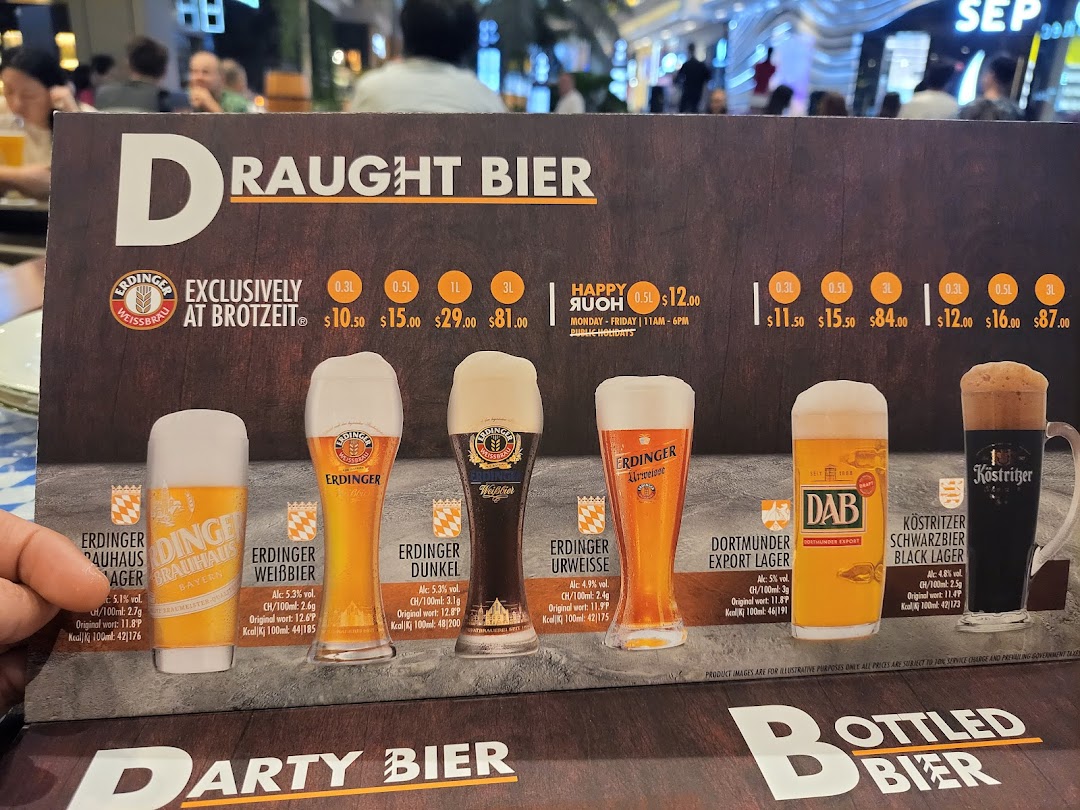 SEP
DRAUGHT BIER
ERDINGER
WEISSBRÄU
EXCLUSIVELY
AT BROTZEIT®
0.3L 0.5L 1L 3L
$10.50 $15.00 $29.00 $81.00
HAPPY
HOUR
0.5L $12.00
MONDAY - FRIDAY | 11AM - 6PM
PUBLIC HOLIDAYS
0.3L 0.5L 3L
$11.50 $15.50 $84.00
0.3L 0.5L 3L
$12.00 $16.00 $87.00
ERDINGER
LAGER
5.1% vol.
CH/100ml: 2.7g
Original wort: 11.8°P
Kcal|Kj 100ml: 42|176
BRAUHAUS
BAYERN
ERDINGER
WEIßBIER
Alc: 5.3% vol.
CH/100ml: 2.6g
Original wort: 12.6°P
Kcal|Kj 100ml: 44|185
ERDINGER
WEISSBRÄU
ERDINGER
ERDINGER
DUNKEL
Alc: 5.3% vol.
CH/100ml: 3.1g
Original wort: 12.8°P
Kcal|Kj 100ml: 48|200
ERDINGER
WEISSBRÄU
Weißbier
ERDINGER
URWEISSE
Alc: 4.9% vol.
CH/100ml: 2.4g
Original wort: 11.9°P
Kcal|Kj 100ml: 42|175
ERDINGER
Urweisse
DORTMUNDER
EXPORT LAGER
Alc: 5% vol.
CH/100ml: 3g
Original wort: 11.8°P
Kcal|Kj 100ml: 46|191
SEIT 1868
DRAFT
DAB
DORTMUNDER EXPORT
KÖSTRITZER
SCHWARZBIER
BLACK LAGER
Alc: 4.8% vol.
CH/100ml: 2.5g
Original wort: 11.4°P
Kcal|Kj 100ml: 42|173
Köstritzer
PRODUCT IMAGES ARE FOR ILLUSTRATIVE PURPOSES ONLY. ALL PRICES ARE SUBJECT TO 10% SERVICE CHARGE AND PREVAILING GOVERNMENT TAXES
PARTY BIER
BOTTLED
BIER